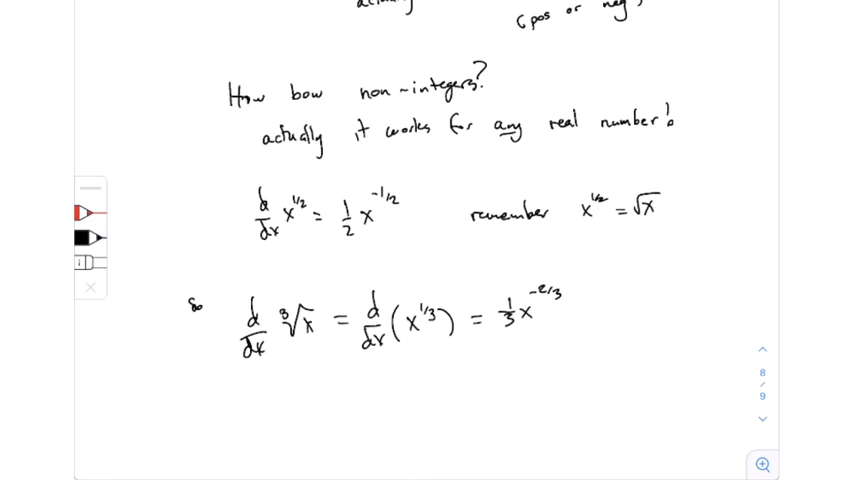 actually
(pos or neg)
How bow non-integers?
actually it works for any real number!
d/dx x^1/2 = 1/2 x^-1/2 remember x^1/2 = √x
so d/dx ∛x = d/dx (x^1/3) = 1/3 x^-2/3
8
/
9